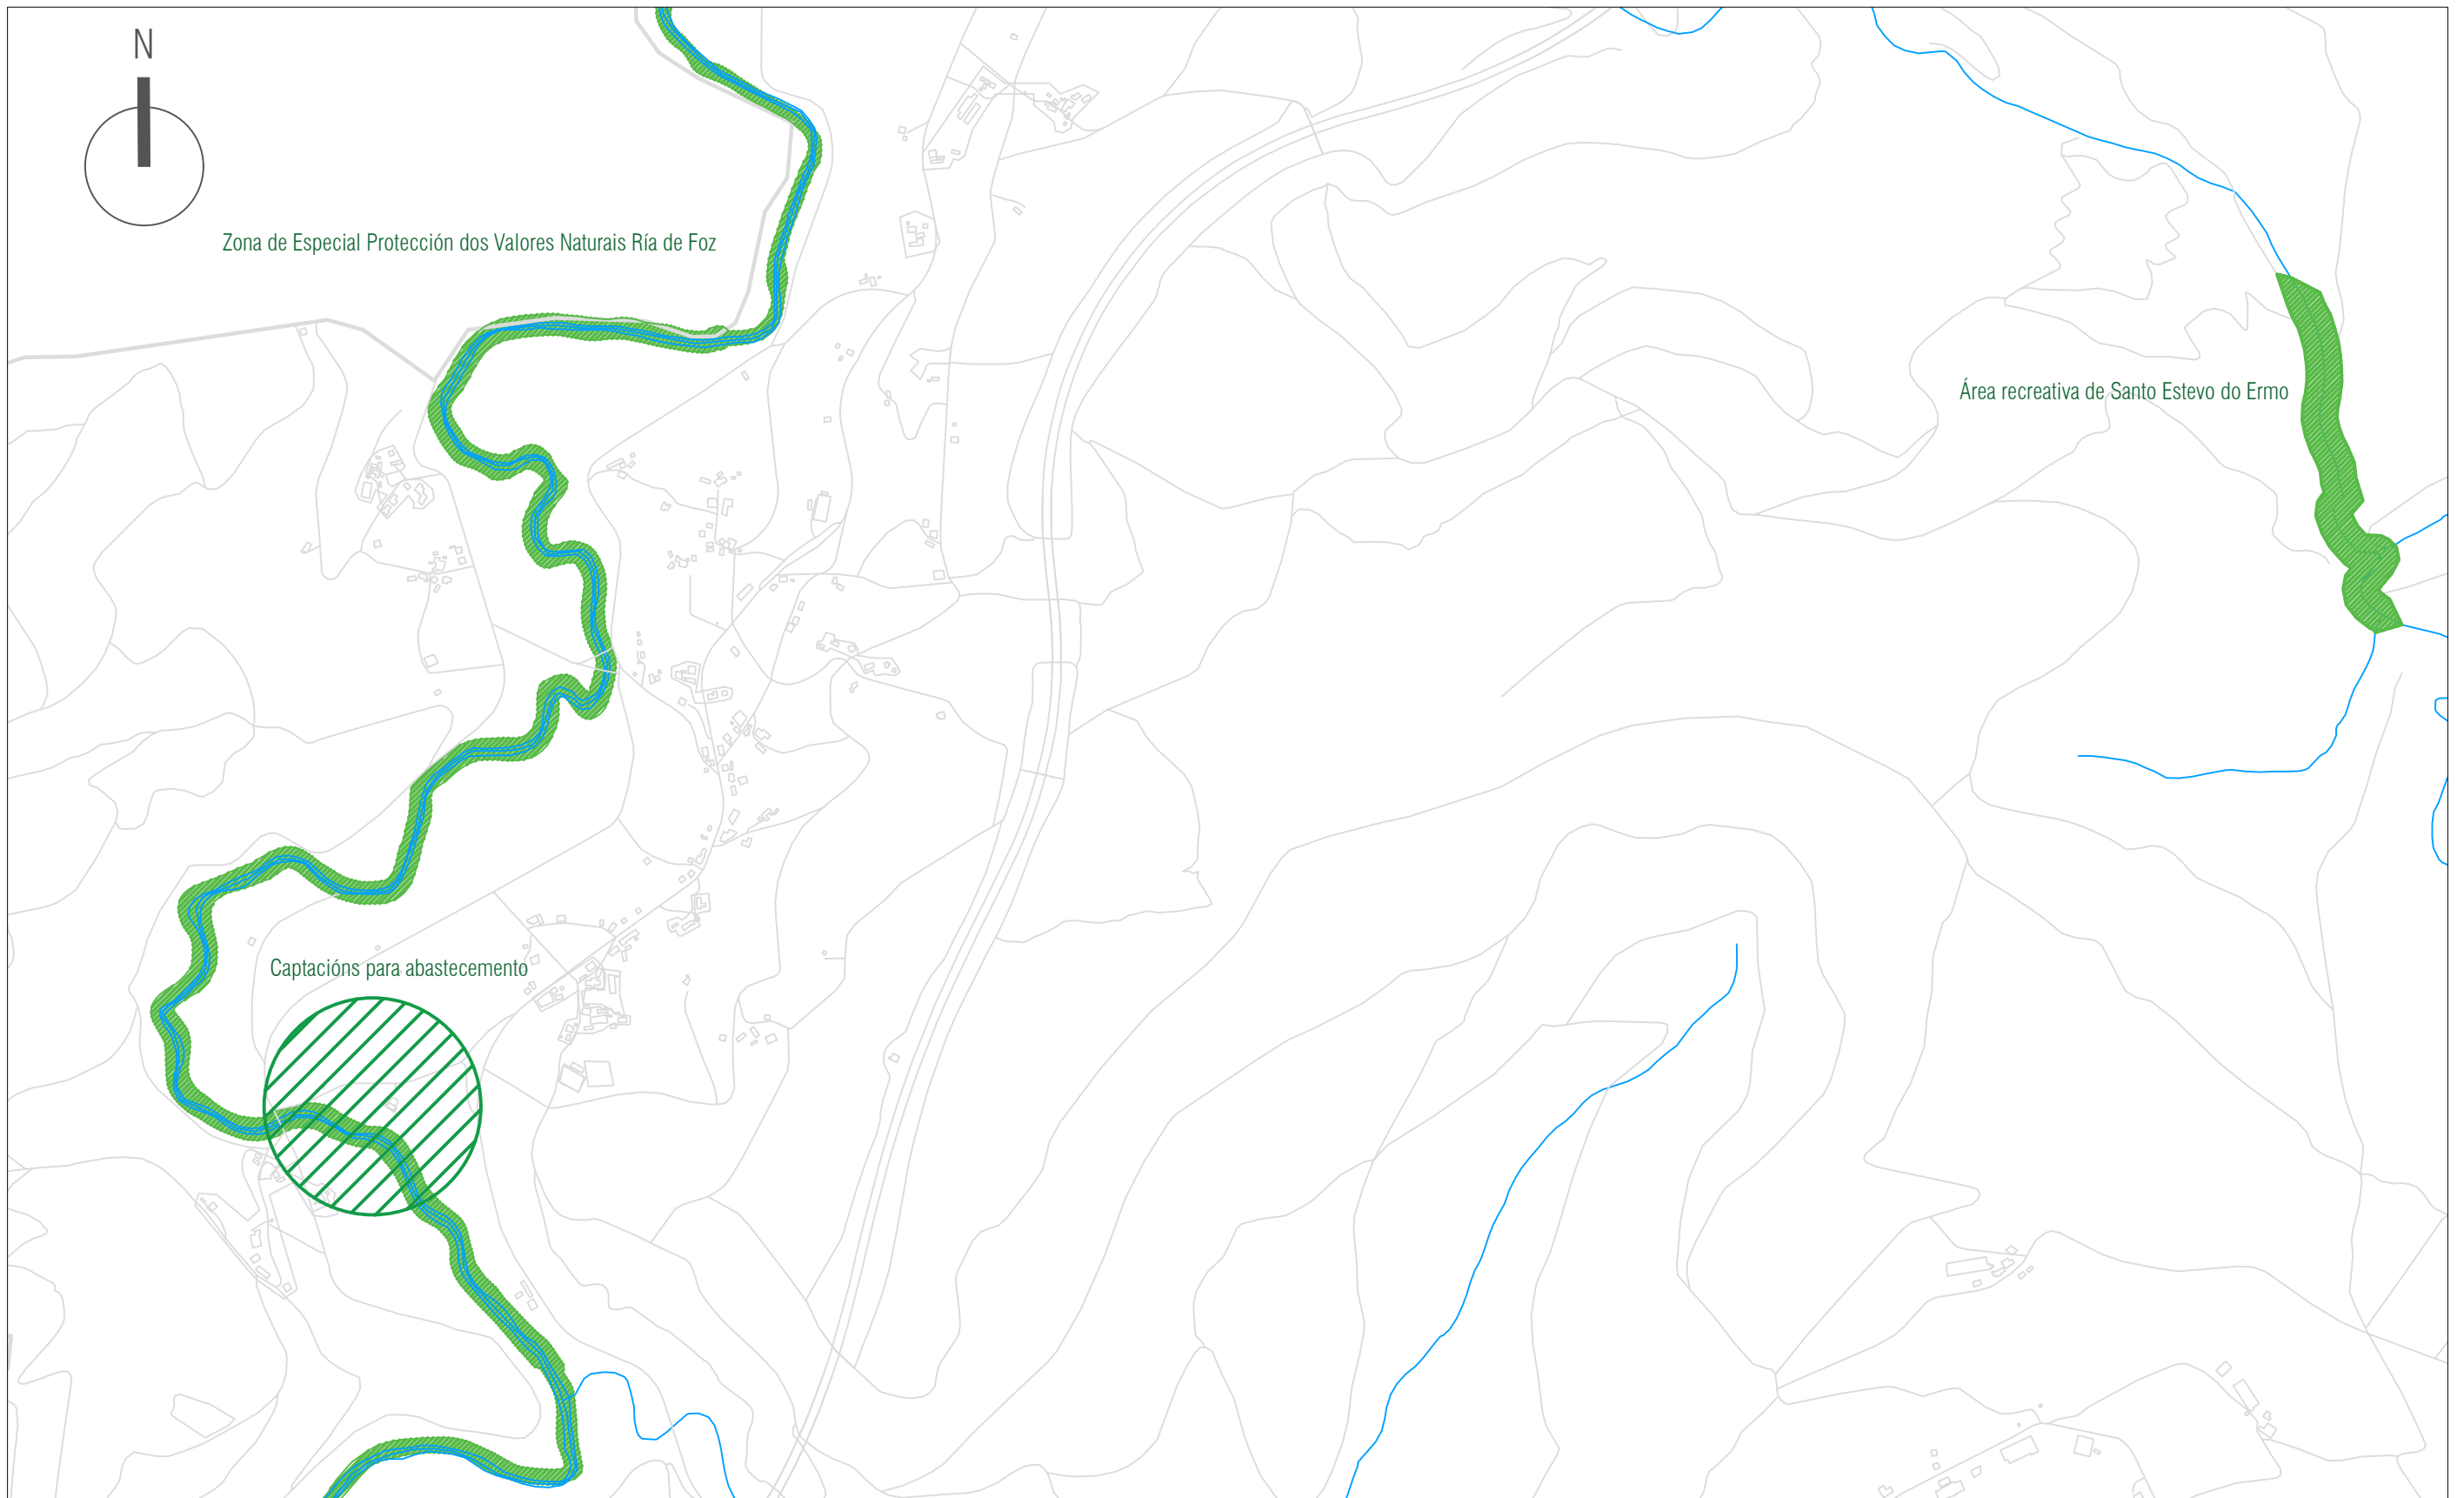 N
Zona de Especial Protección dos Valores Naturais Ría de Foz
Área recreativa de Santo Estevo do Ermo
Captacións para abastecemento